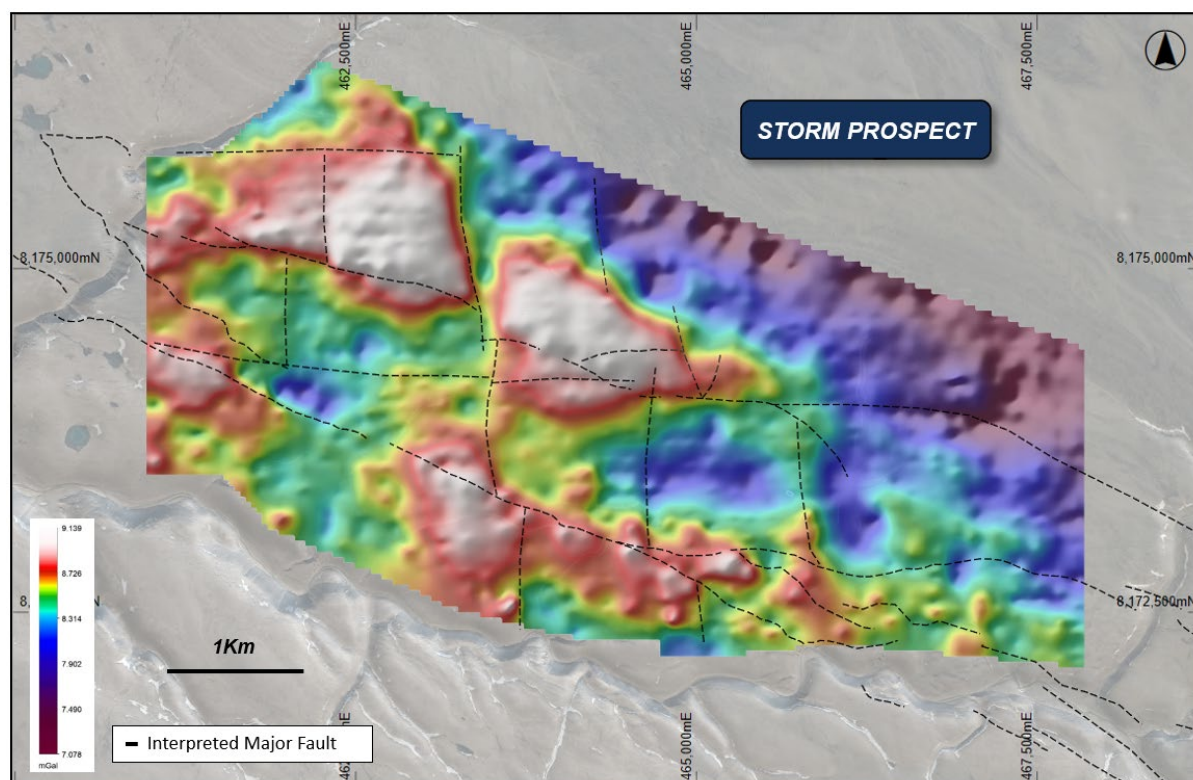 462,500mE
465,000mE
467,500mE
STORM PROSPECT
8,175,000mN
8,175,000mN
9.139
8.726
8.314
7.902
7.490
7.078
mGal
8,172,500mN
1Km
Interpreted Major Fault
465,000mE
467,500mE